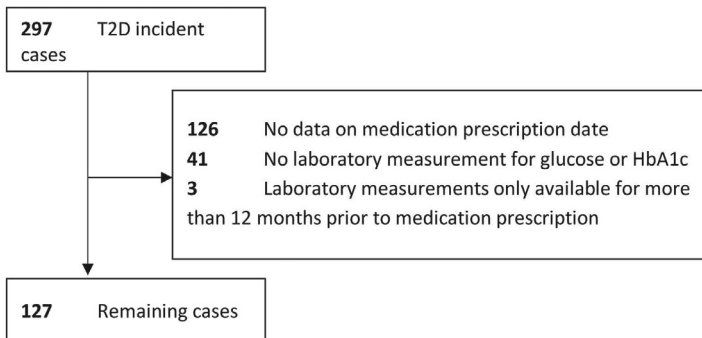 297 T2D incident
cases
126 No data on medication prescription date
41 No laboratory measurement for glucose or HbA1c
3 Laboratory measurements only available for more
than 12 months prior to medication prescription
127 Remaining cases